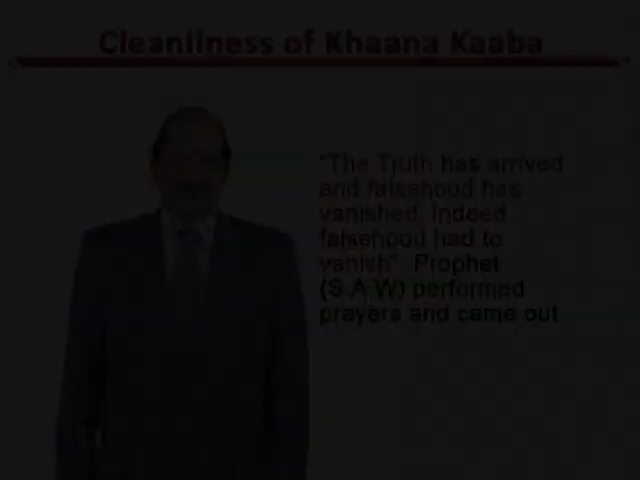 Cleanliness of Khaana Kaaba
"The Truth has arrived
and falsehood has
vanished, indeed
falsehood had to
vanish" Prophet
(S.A.W) performed
prayers and came out